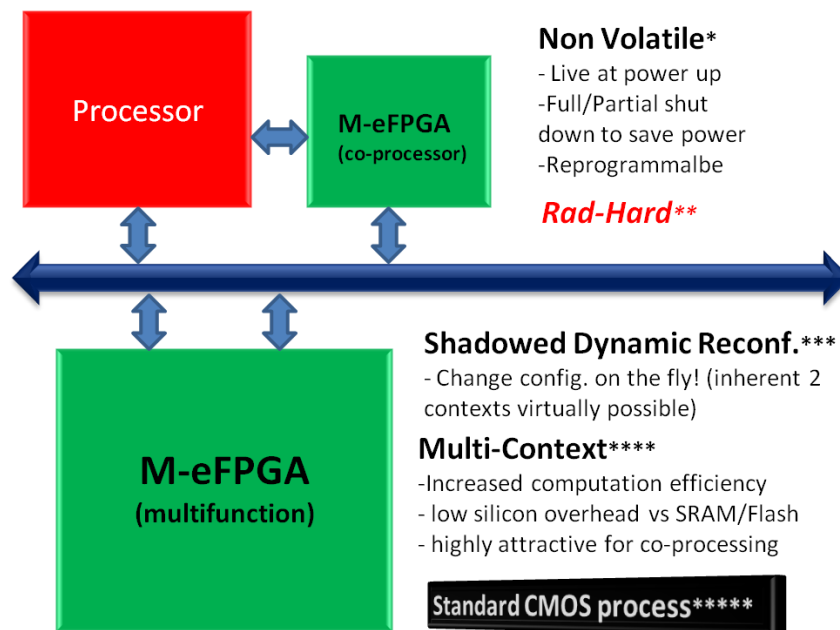 Processor
M-eFPGA
(co-processor)
Non Volatile*
- Live at power up
-Full/Partial shut
down to save power
-Reprogrammalbe
Rad-Hard**
M-eFPGA
(multifunction)
Shadowed Dynamic Reconf.***
- Change config. on the fly! (inherent 2
contexts virtually possible)
Multi-Context****
-Increased computation efficiency
- low silicon overhead vs SRAM/Flash
- highly attractive for co-processing
Standard CMOS process*****